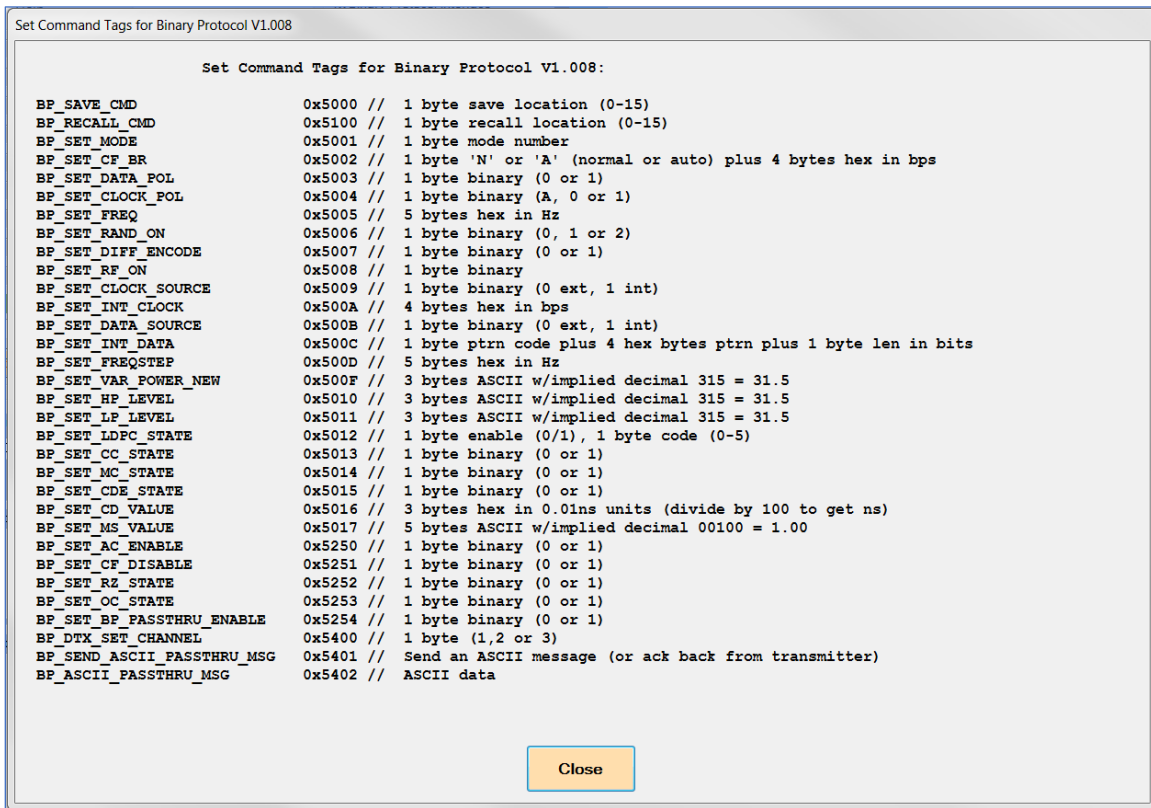 Set Command Tags for Binary Protocol V1.008
Set Command Tags for Binary Protocol V1.008:
BP_SAVE_CMD 0x5000 // 1 byte save location (0-15)
BP_RECALL_CMD 0x5100 // 1 byte recall location (0-15)
BP_SET_MODE 0x5001 // 1 byte mode number
BP_SET_CF_BR 0x5002 // 1 byte 'N' or 'A' (normal or auto) plus 4 bytes hex in bps
BP_SET_DATA_POL 0x5003 // 1 byte binary (0 or 1)
BP_SET_CLOCK_POL 0x5004 // 1 byte binary (A, 0 or 1)
BP_SET_FREQ 0x5005 // 5 bytes hex in Hz
BP_SET_RAND_ON 0x5006 // 1 byte binary (0, 1 or 2)
BP_SET_DIFF_ENCODE 0x5007 // 1 byte binary (0 or 1)
BP_SET_RF_ON 0x5008 // 1 byte binary
BP_SET_CLOCK_SOURCE 0x5009 // 1 byte binary (0 ext, 1 int)
BP_SET_INT_CLOCK 0x500A // 4 bytes hex in bps
BP_SET_DATA_SOURCE 0x500B // 1 byte binary (0 ext, 1 int)
BP_SET_INT_DATA 0x500C // 1 byte ptrn code plus 4 hex bytes ptrn plus 1 byte len in bits
BP_SET_FREQSTEP 0x500D // 5 bytes hex in Hz
BP_SET_VAR_POWER_NEW 0x500F // 3 bytes ASCII w/implied decimal 315 = 31.5
BP_SET_HP_LEVEL 0x5010 // 3 bytes ASCII w/implied decimal 315 = 31.5
BP_SET_LP_LEVEL 0x5011 // 3 bytes ASCII w/implied decimal 315 = 31.5
BP_SET_LDPC_STATE 0x5012 // 1 byte enable (0/1), 1 byte code (0-5)
BP_SET_CC_STATE 0x5013 // 1 byte binary (0 or 1)
BP_SET_MC_STATE 0x5014 // 1 byte binary (0 or 1)
BP_SET_CDE_STATE 0x5015 // 1 byte binary (0 or 1)
BP_SET_CD_VALUE 0x5016 // 3 bytes hex in 0.01ns units (divide by 100 to get ns)
BP_SET_MS_VALUE 0x5017 // 5 bytes ASCII w/implied decimal 00100 = 1.00
BP_SET_AC_ENABLE 0x5250 // 1 byte binary (0 or 1)
BP_SET_CF_DISABLE 0x5251 // 1 byte binary (0 or 1)
BP_SET_RZ_STATE 0x5252 // 1 byte binary (0 or 1)
BP_SET_OC_STATE 0x5253 // 1 byte binary (0 or 1)
BP_SET_BP_PASSTHRU_ENABLE 0x5254 // 1 byte binary (0 or 1)
BP_DTX_SET_CHANNEL 0x5400 // 1 byte (1,2 or 3)
BP_SEND_ASCII_PASSTHRU_MSG 0x5401 // Send an ASCII message (or ack back from transmitter)
BP_ASCII_PASSTHRU_MSG 0x5402 // ASCII data
Close